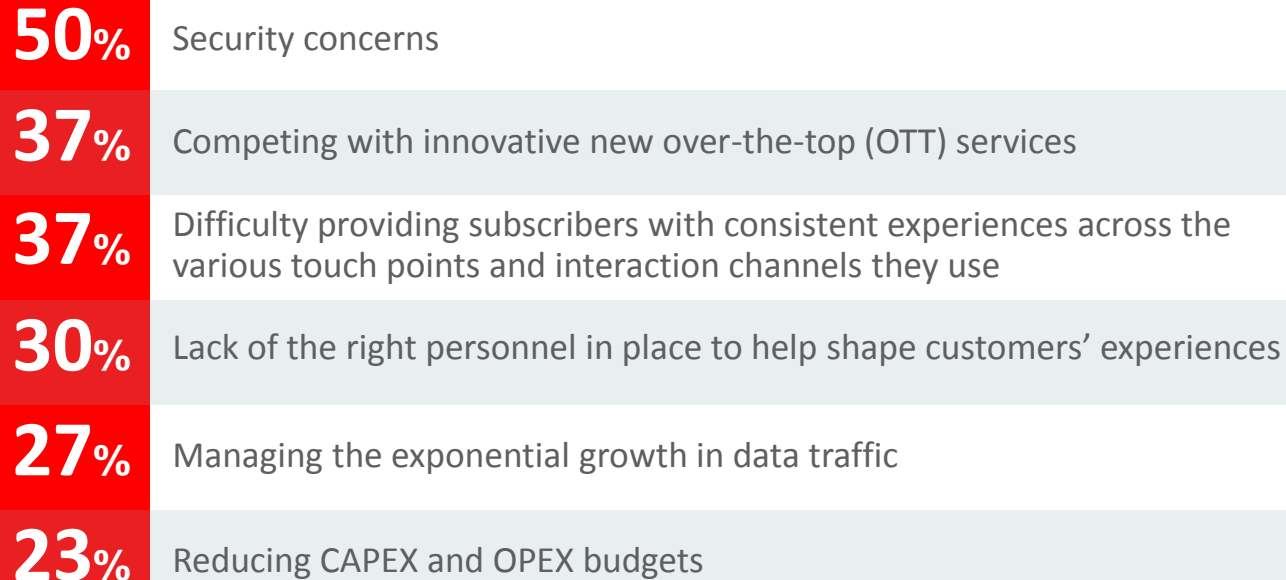 50% Security concerns
37% Competing with innovative new over-the-top (OTT) services
37% Difficulty providing subscribers with consistent experiences across the
various touch points and interaction channels they use
30% Lack of the right personnel in place to help shape customers’ experiences
27% Managing the exponential growth in data traffic
23% Reducing CAPEX and OPEX budgets